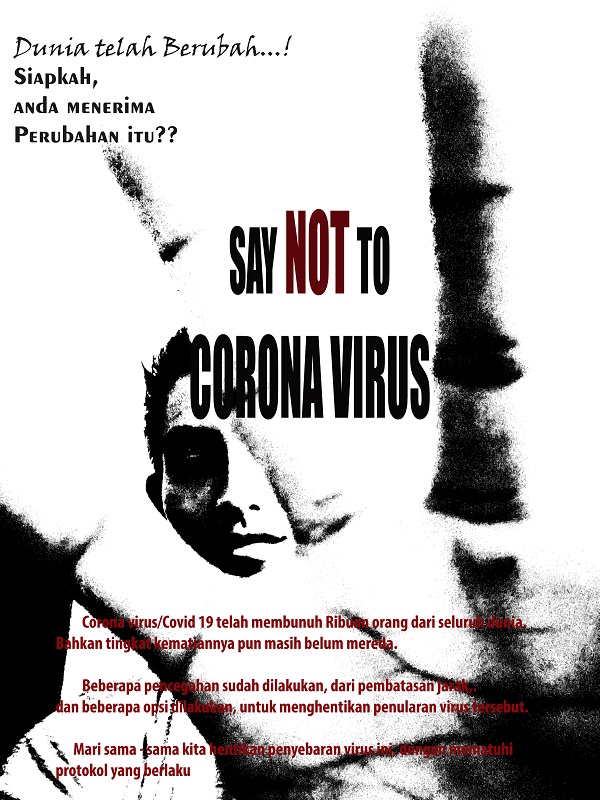 Dunia telah Berubah...!
Siapkah,
anda menerima
Perubahan itu??
SAY NOT TO
CORONA VIRUS
Corona virus/Covid 19 telah membunuh Ribuan orang dari seluruh dunia.
Bahkan tingkat kematiannya pun masih belum mereda.
Beberapa pencegahan sudah dilakukan, dari pembatasan jarak,.
dan beberapa opsi dilakukan, untuk menghentikan penularan virus tersebut.
Mari sama - sama kita hentikan penyebaran virus ini, dengan mematuhi
protokol yang berlaku